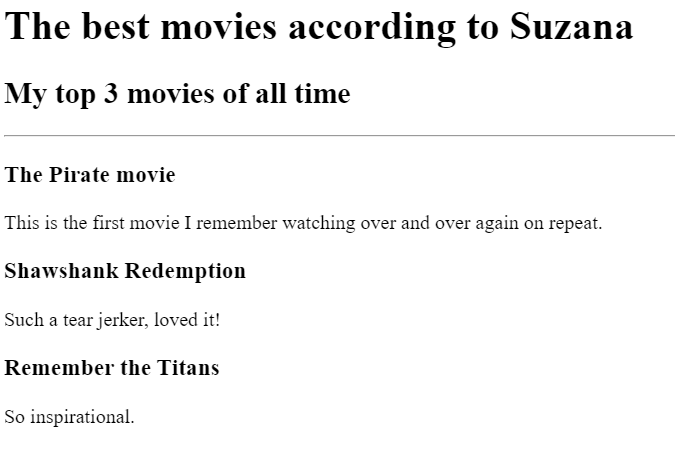 The best movies according to Suzana
My top 3 movies of all time
The Pirate movie
This is the first movie I remember watching over and over again on repeat.
Shawshank Redemption
Such a tear jerker, loved it!
Remember the Titans
So inspirational.